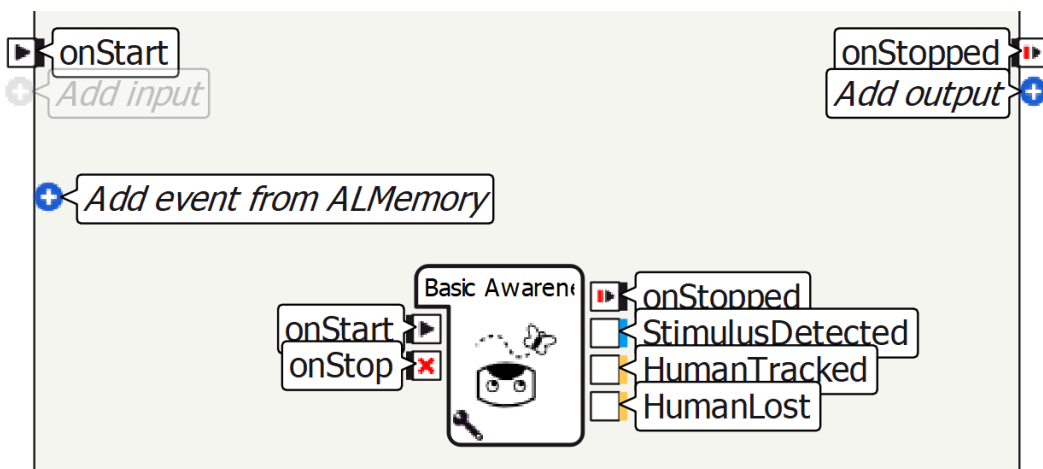 onStart
onStopped
Add input
Add output
Add event from ALMemory
Basic Awarene
onStart
onStop
onStopped
StimulusDetected
HumanTracked
HumanLost